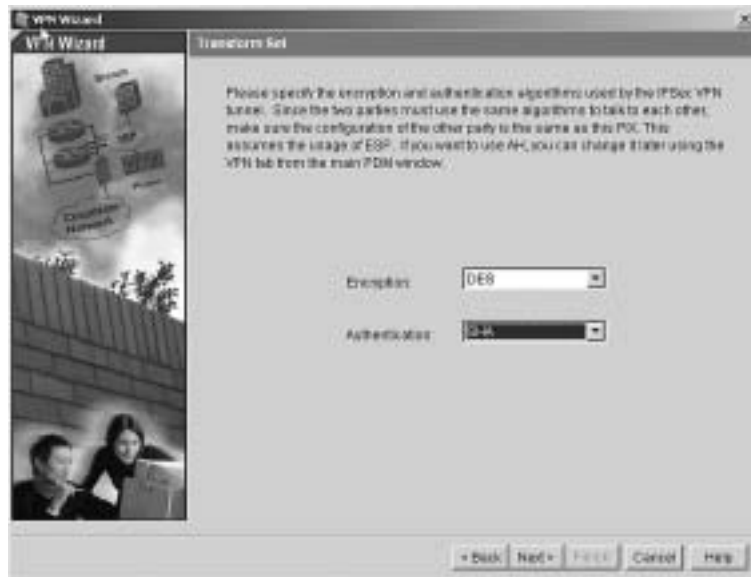 VPN Wizard
VPN Wizard
Transform Set
Please specify the encryption and authentication algorithms used by the IPSec VPN
tunnel. Since the two parties must use the same algorithms to talk to each other,
make sure the configuration of the other party is the same as this PIX. This
assumes the usage of ESP. If you want to use AH, you can change it later using the
VPN tab from the main PDM window.
Encryption:
DES
Authentication:
SHA
< Back
Next >
Finish
Cancel
Help